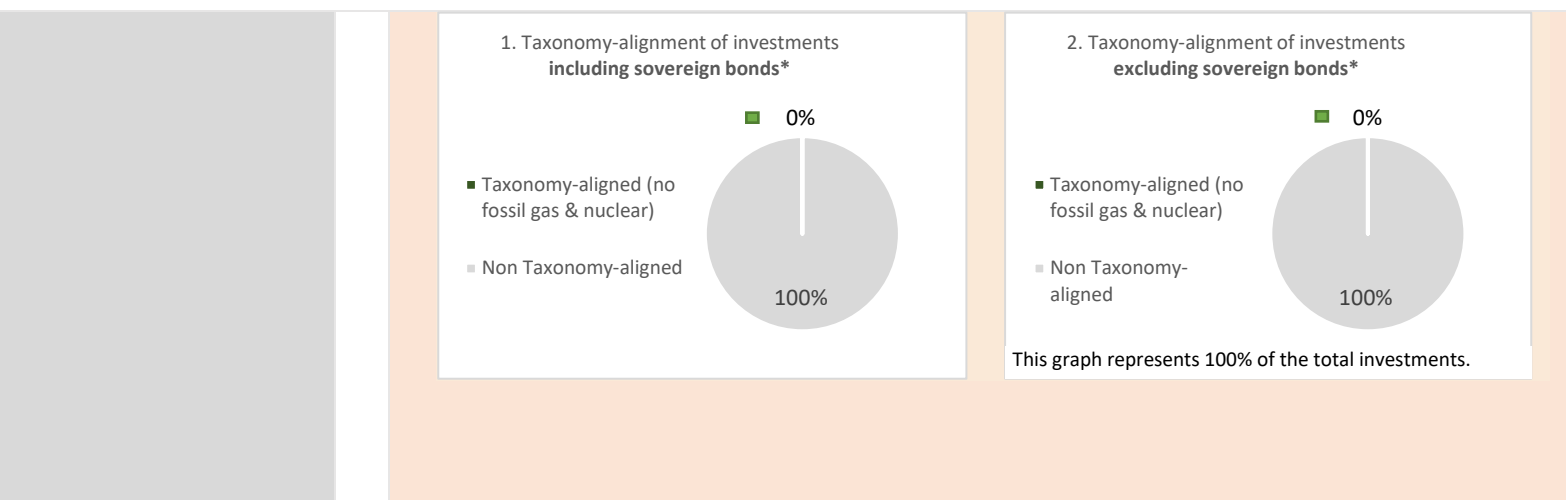 1. Taxonomy-alignment of investments
including sovereign bonds*
0%
Taxonomy-aligned (no
fossil gas & nuclear)
Non Taxonomy-aligned
100%
2. Taxonomy-alignment of investments
excluding sovereign bonds*
0%
Taxonomy-aligned (no
fossil gas & nuclear)
Non Taxonomy-
aligned
100%
This graph represents 100% of the total investments.